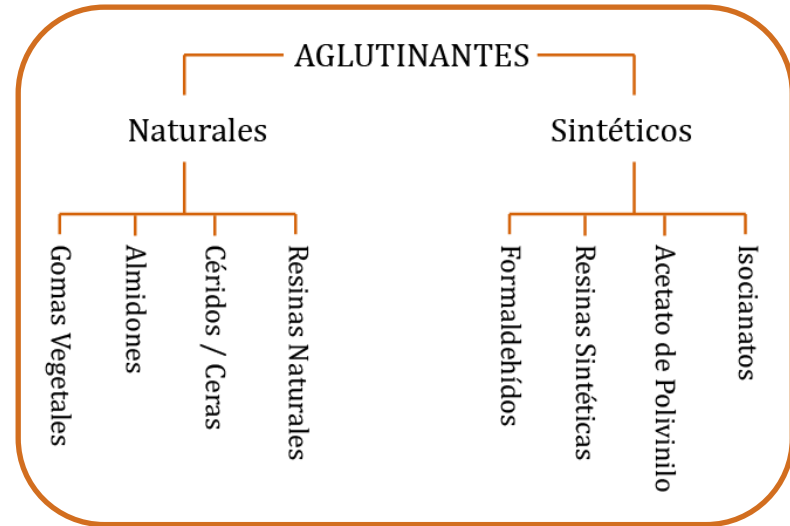 AGLUTINANTES
Naturales
Sintéticos
Gomas Vegetales
Almidones
Céridos / Ceras
Resinas Naturales
Formaldehídos
Resinas Sintéticas
Acetato de Polivinilo
Isocianatos